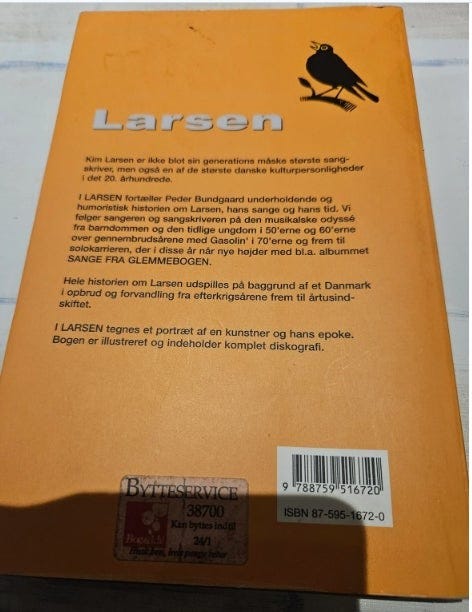 Larsen
Kim Larsen er ikke blot sin generations måske største sang-
skriver, men også en af de største danske kulturpersonligheder
i det 20. århundrede.
I LARSEN fortæller Peder Bundgaard underholdende og
humoristisk historien om Larsen, hans sange og hans tid. Vi
følger sangeren og sangskriveren på den musikalske odyssé
fra barndommen og den tidlige ungdom i 50'erne og 60'erne
over gennembrudsårene med Gasolin' i 70'erne og frem til
solokarrieren, der i disse år når nye højder med bl.a. albummet
SANGE FRA GLEMMEBOGEN.
Hele historien om Larsen udspilles på baggrund af et Danmark
i opbrud og forvandling fra efterkrigsårene frem til årtusind-
skiftet.
I LARSEN tegnes et portræt af en kunstner og hans epoke.
Bogen er illustreret og indeholder komplet diskografi.
9 788759 516720
ISBN 87-595-1672-0
BYTTESERVICE
38700
Kan byttes indtil
24/1